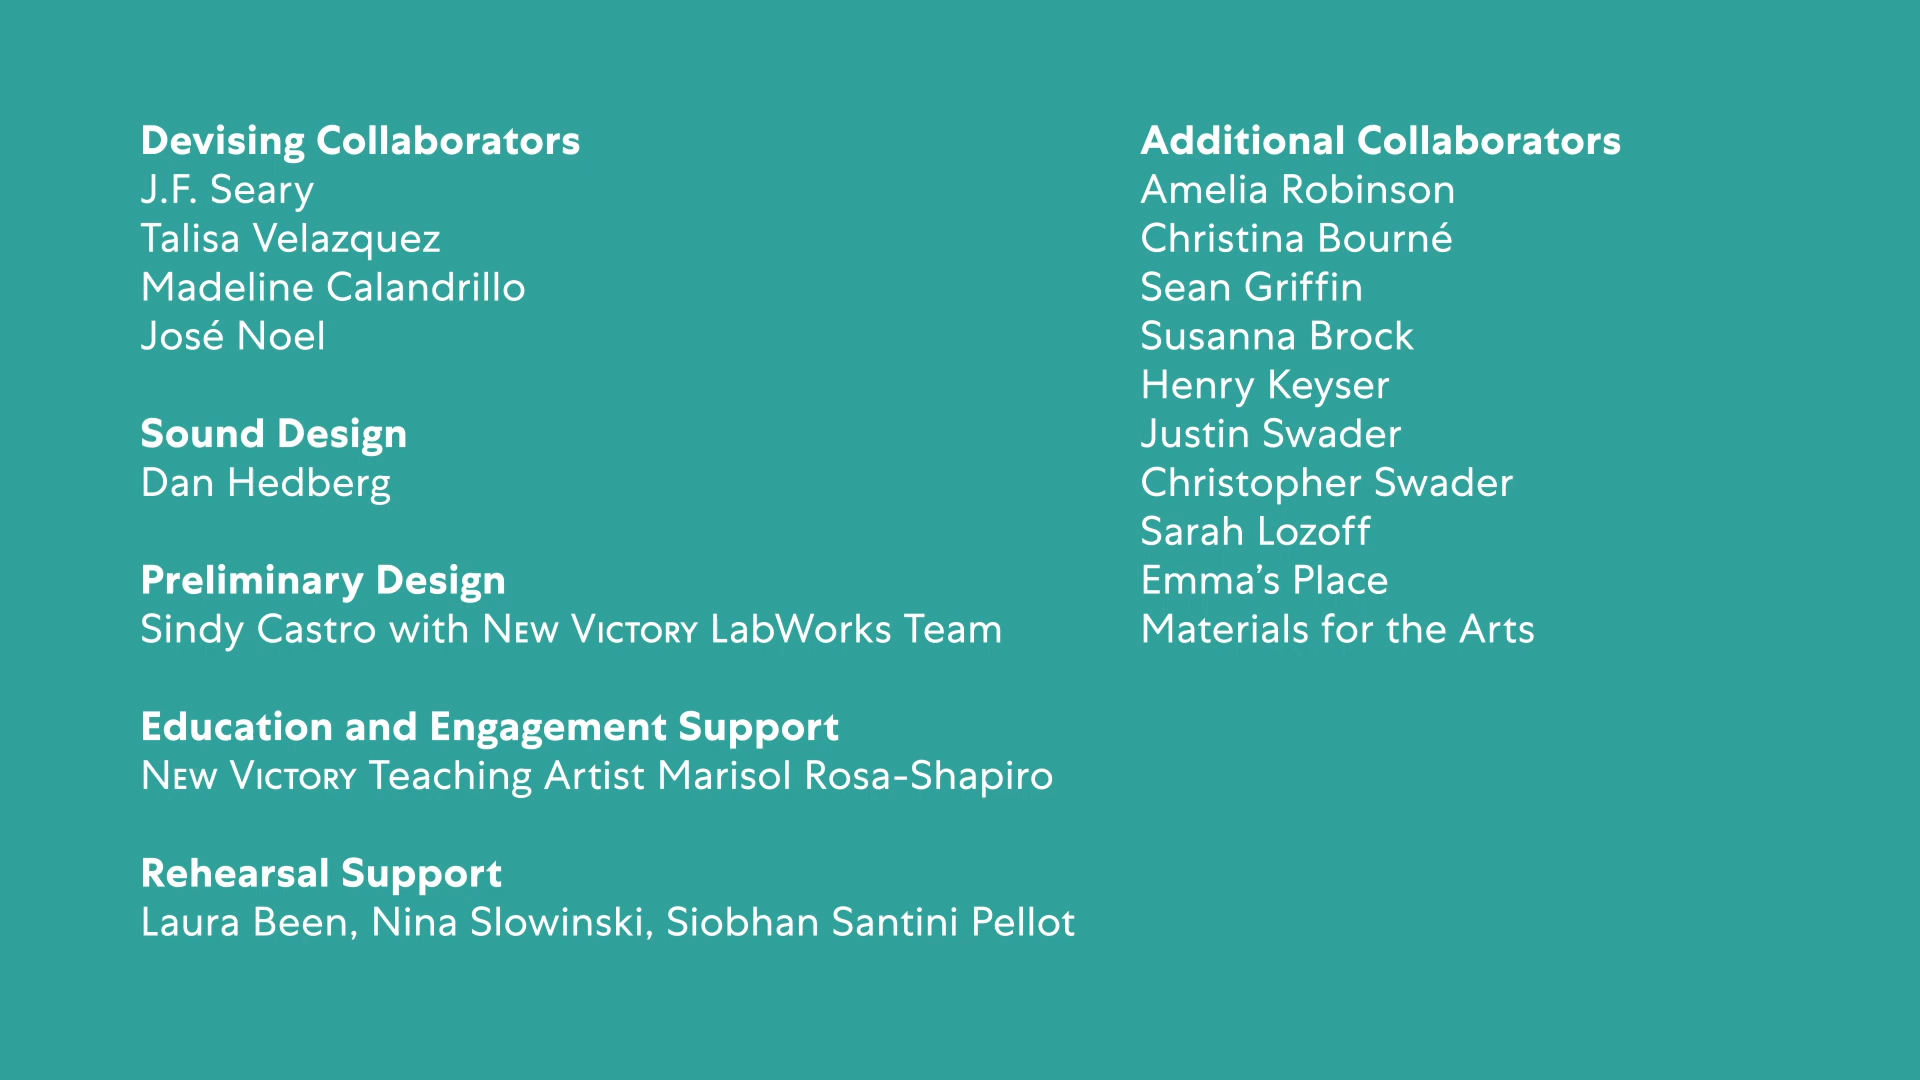 Devising Collaborators
J.F. Seary
Talisa Velazquez
Madeline Calandrillo
José Noel
Sound Design
Dan Hedberg
Preliminary Design
Sindy Castro with NEW VICTORY LabWorks Team
Education and Engagement Support
NEW VICTORY Teaching Artist Marisol Rosa-Shapiro
Rehearsal Support
Laura Been, Nina Slowinski, Siobhan Santini Pellot
Additional Collaborators
Amelia Robinson
Christina Bourné
Sean Griffin
Susanna Brock
Henry Keyser
Justin Swader
Christopher Swader
Sarah Lozoff
Emma’s Place
Materials for the Arts